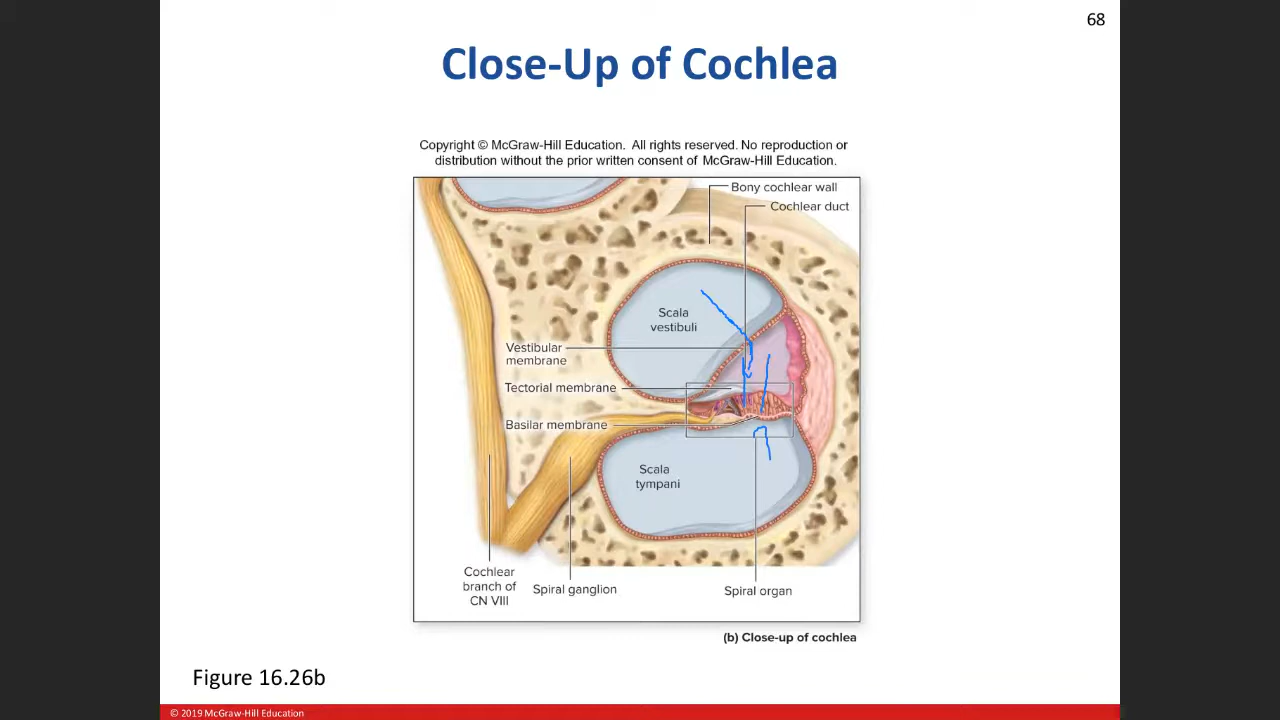 68
Close-Up of Cochlea
Copyright © McGraw-Hill Education. All rights reserved. No reproduction or
distribution without the prior written consent of McGraw-Hill Education.
Bony cochlear wall
Cochlear duct
Scala
vestibuli
Vestibular
membrane
Tectorial membrane
Basilar membrane
Scala
tympani
Cochlear
branch of
CN VIII
Spiral ganglion
Spiral organ
(b) Close-up of cochlea
Figure 16.26b
© 2019 McGraw-Hill Education